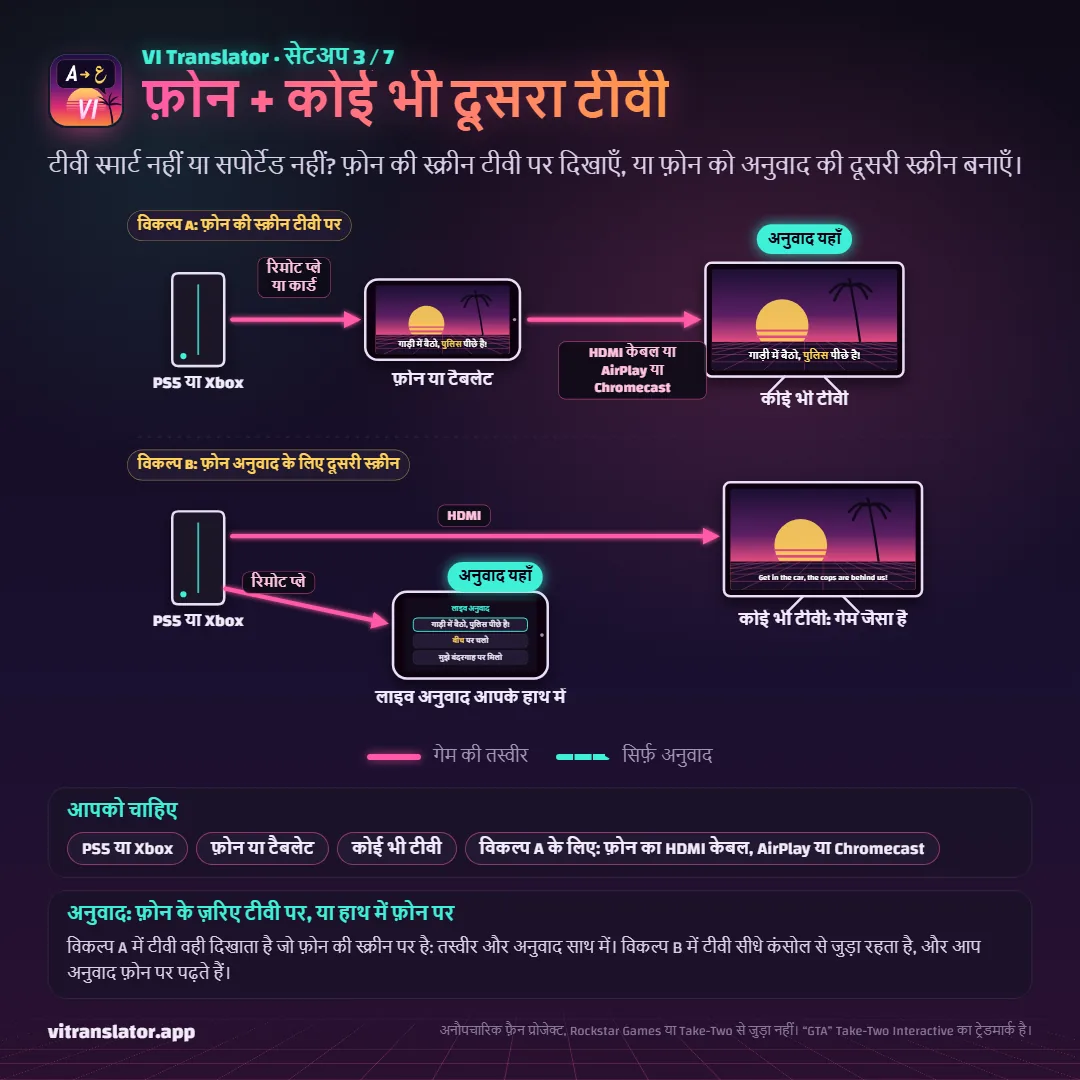 A→ع
VI
VI Translator · सेटअप 3 / 7
फ़ोन + कोई भी दूसरा टीवी
टीवी स्मार्ट नहीं या सपोर्टेड नहीं? फ़ोन की स्क्रीन टीवी पर दिखाएँ, या फ़ोन को अनुवाद की दूसरी स्क्रीन बनाएँ।
विकल्प A: फ़ोन की स्क्रीन टीवी पर
अनुवाद यहाँ
रिमोट प्ले
या कार्ड
गाड़ी में बैठो, पुलिस पीछे है!
गाड़ी में बैठो, पुलिस पीछे है!
HDMI केबल या
AirPlay या
Chromecast
PS5 या Xbox
फ़ोन या टैबलेट
कोई भी टीवी
विकल्प B: फ़ोन अनुवाद के लिए दूसरी स्क्रीन
HDMI
रिमोट प्ले
अनुवाद यहाँ
Get in the car, the cops are behind us!
लाइव अनुवाद
गाड़ी में बैठो, पुलिस पीछे है!
बीच पर चलो
मुझे बंदरगाह पर मिलो
PS5 या Xbox
कोई भी टीवी: गेम जैसा है
लाइव अनुवाद आपके हाथ में
गेम की तस्वीर
सिर्फ़ अनुवाद
आपको चाहिए
PS5 या Xbox
फ़ोन या टैबलेट
कोई भी टीवी
विकल्प A के लिए: फ़ोन का HDMI केबल, AirPlay या Chromecast
अनुवाद: फ़ोन के ज़रिए टीवी पर, या हाथ में फ़ोन पर
विकल्प A में टीवी वही दिखाता है जो फ़ोन की स्क्रीन पर है: तस्वीर और अनुवाद साथ में। विकल्प B में टीवी सीधे कंसोल से जुड़ा रहता है, और आप
अनुवाद फ़ोन पर पढ़ते हैं।
vitranslator.app
अनौपचारिक फ़ैन प्रोजेक्ट, Rockstar Games या Take-Two से जुड़ा नहीं। “GTA” Take-Two Interactive का ट्रेडमार्क है।